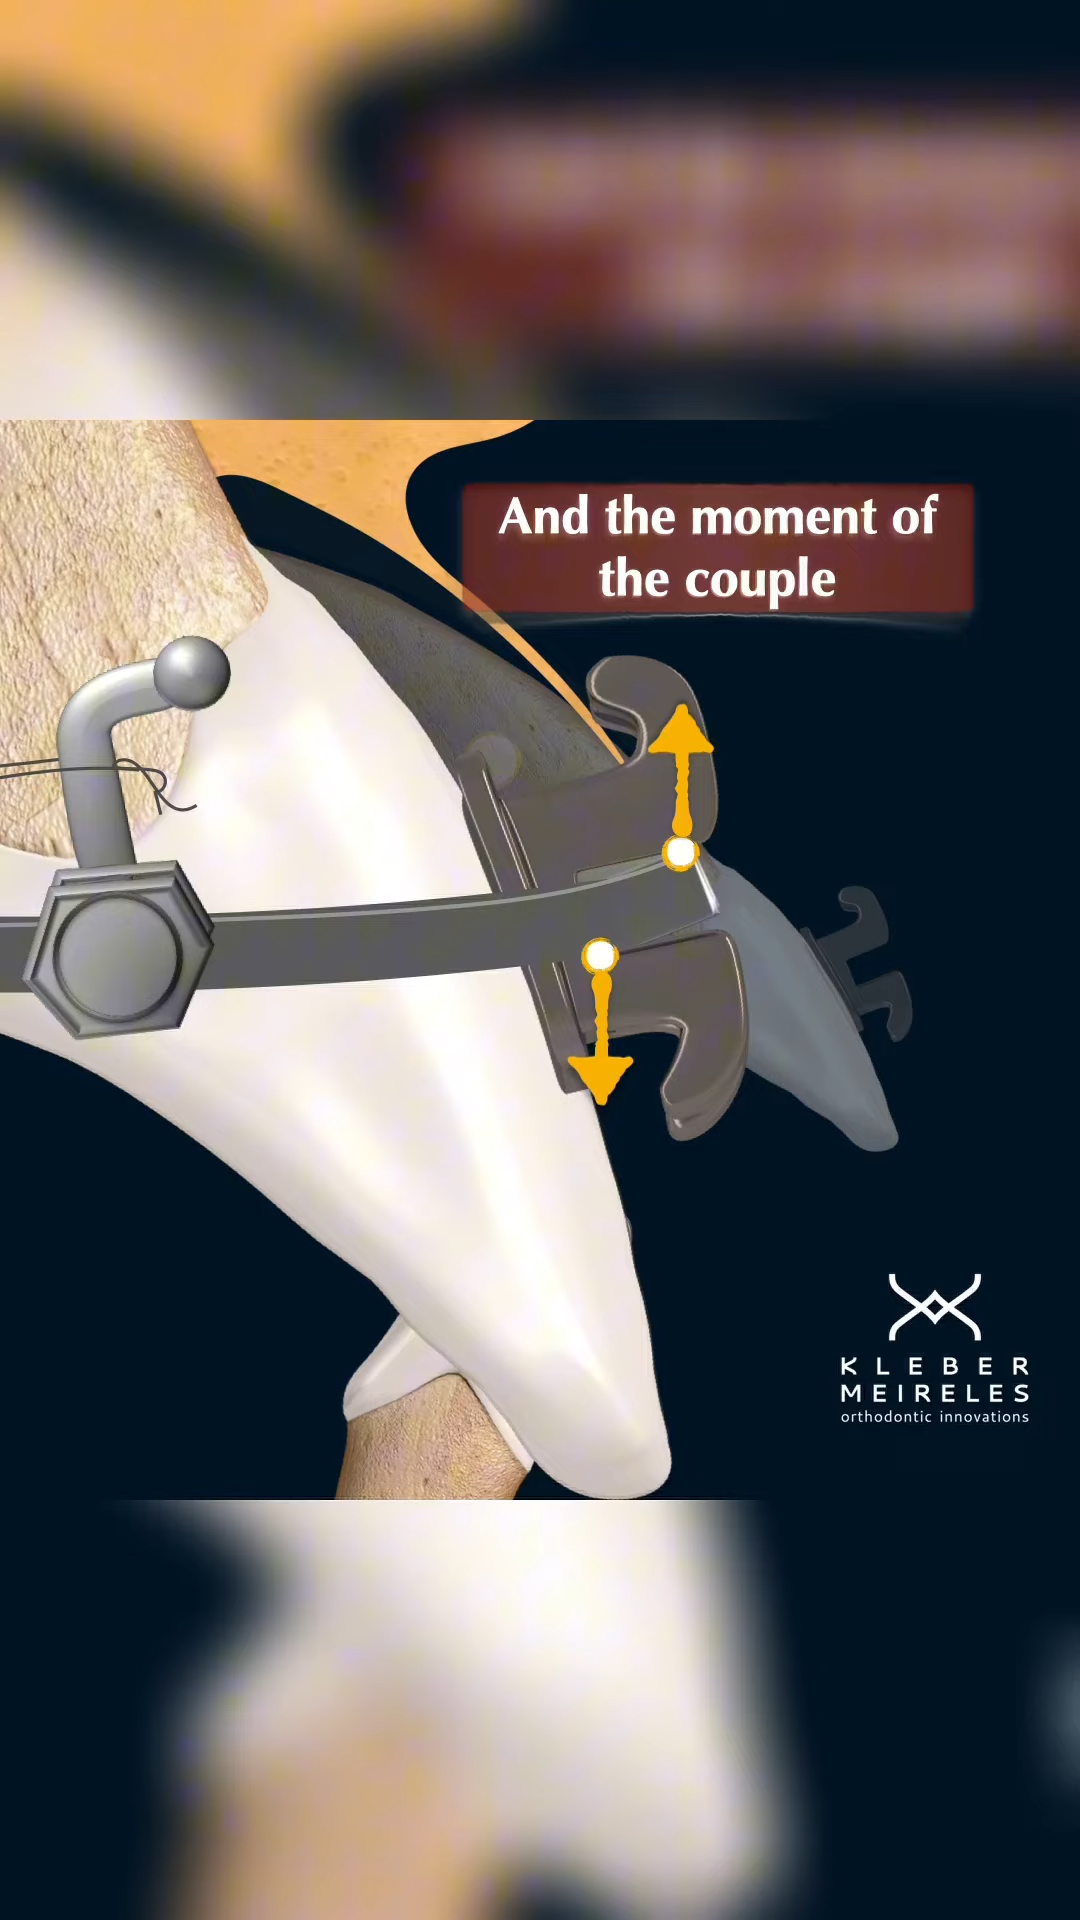 And the moment of
the couple
KLEBER
MEIRELES
orthodontic innovations